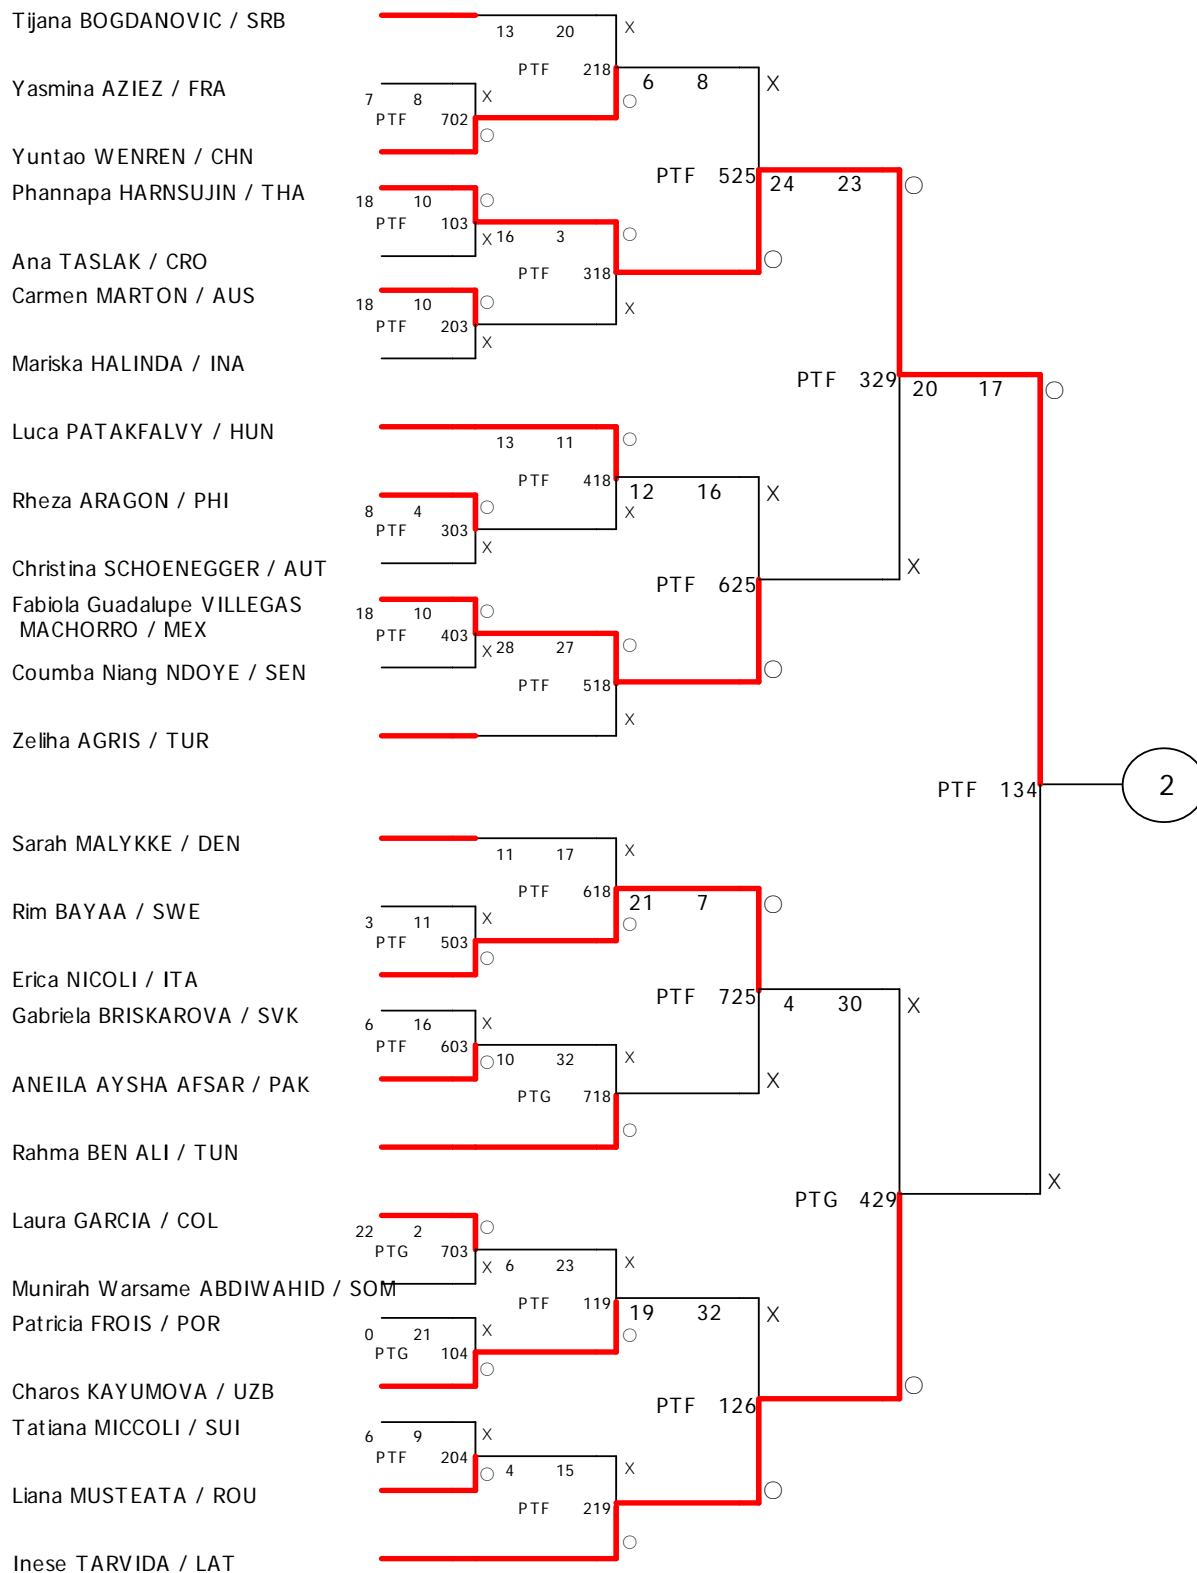 Tijana BOGDANOVIC / SRB
13 20 X
PTF 218
6 8 X
Yasmina AZIEZ / FRA
7 8 X
PTF 702
Yuntao WENREN / CHN
PTF 525
24 23
Phannapa HARNSUJIN / THA
18 10
PTF 103
X 16 3
Ana TASLAK / CRO
PTF 318
Carmen MARTON / AUS
18 10
X
PTF 203
X
Mariska HALINDA / INA
PTF 329
20 17
Luca PATAKFALVY / HUN
13 11
PTF 418
12 16 X
Rheza ARAGON / PHI
8 4
X
PTF 303
X
Christina SCHOENEGGER / AUT
X
PTF 625
Fabiola Guadalupe VILLEGAS
MACHORRO / MEX
18 10
PTF 403
X 28 27
Coumba Niang NDOYE / SEN
PTF 518
X
Zeliha AGRIS / TUR
PTF 134
2
Sarah MALYKKE / DEN
11 17 X
PTF 618
21 7
Rim BAYAA / SWE
3 11 X
PTF 503
Erica NICOLI / ITA
PTF 725
4 30 X
Gabriela BRISKAROVA / SVK
6 16 X
PTF 603
10 32 X
ANEILA AYSHA AFSAR / PAK
X
PTG 718
Rahma BEN ALI / TUN
X
PTG 429
Laura GARCIA / COL
22 2
PTG 703
X 6 23 X
Munirah Warsame ABDIWAHID / SOM
PTF 119
19 32 X
Patricia FROIS / POR
0 21 X
PTG 104
Charos KAYUMOVA / UZB
PTF 126
Tatiana MICCOLI / SUI
6 9 X
PTF 204
4 15 X
Liana MUSTEATA / ROU
PTF 219
Inese TARVIDA / LAT